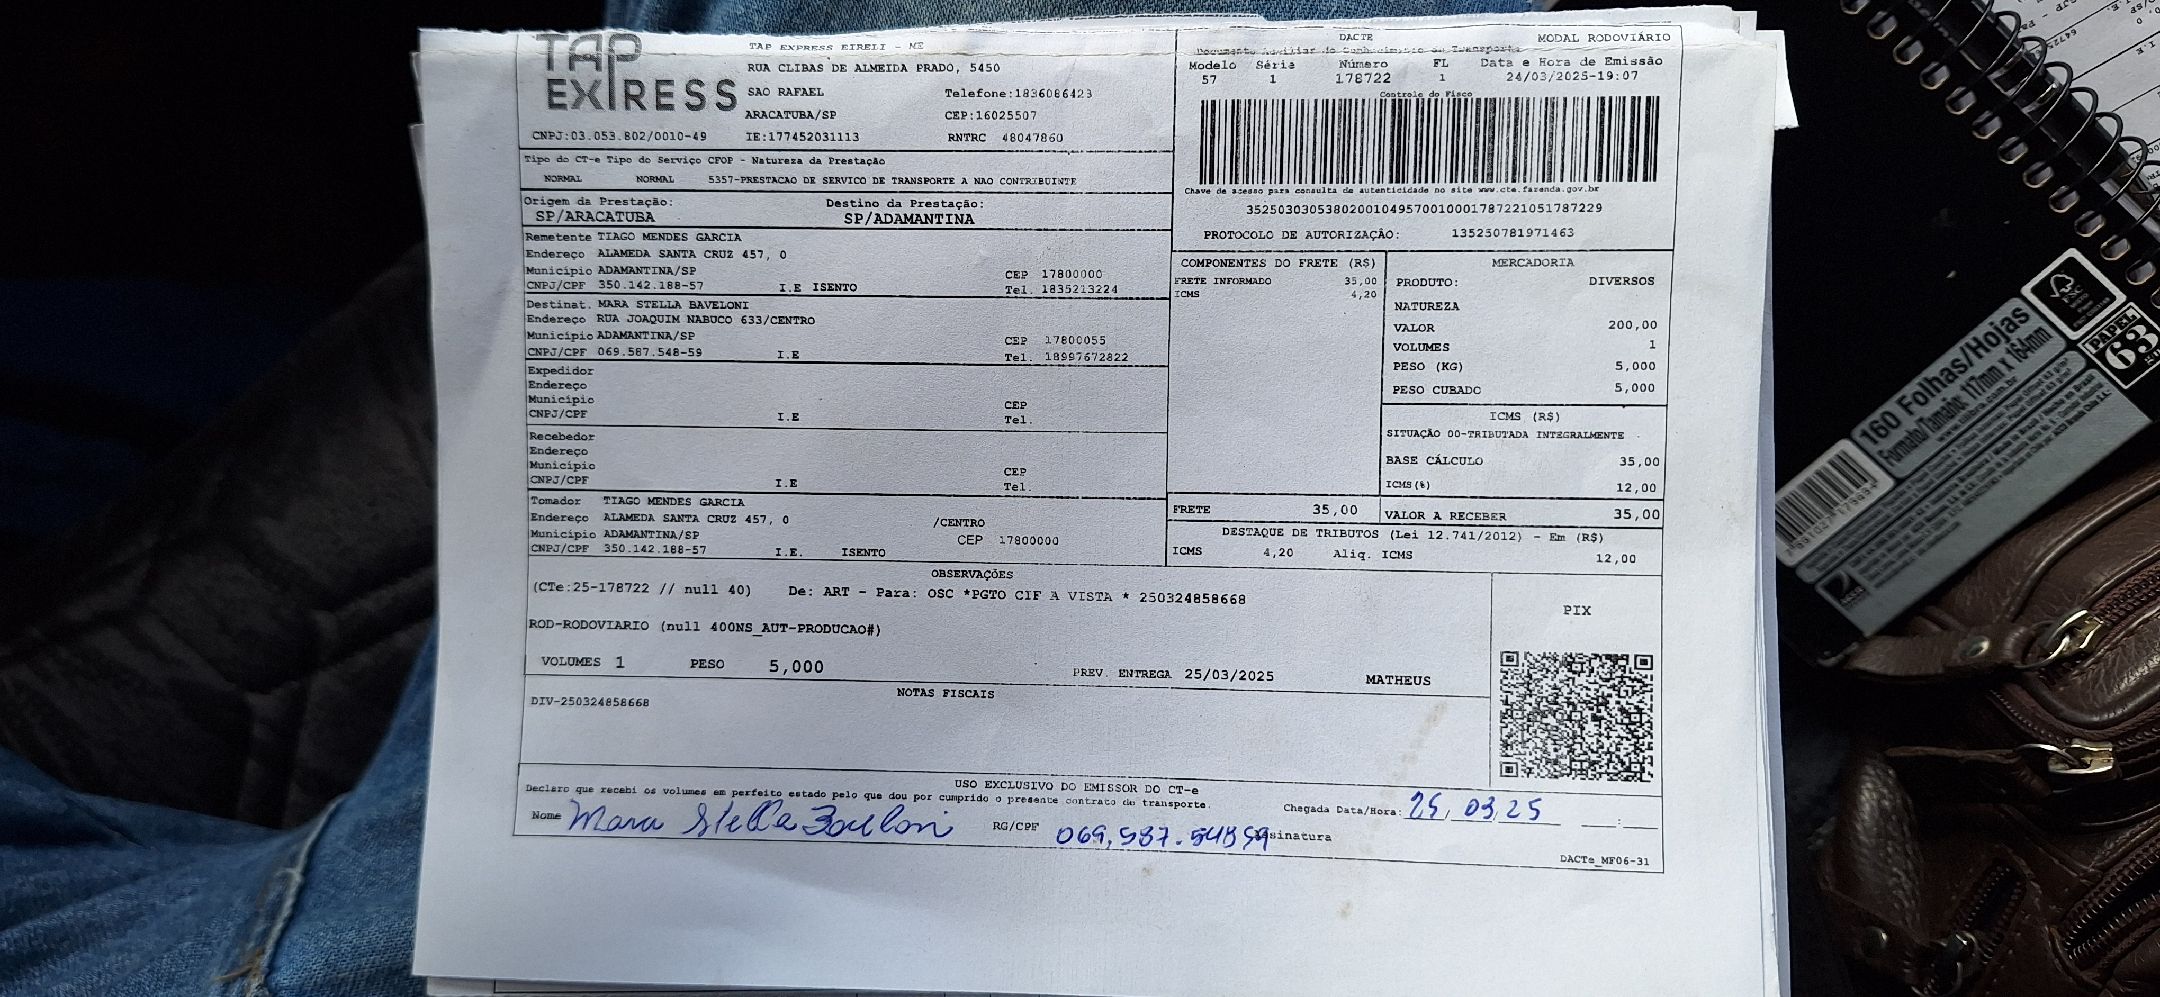 TAP EXPRESS
TAP EXPRESS EIRELI - ME
RUA CLIBAS DE ALMEIDA PRADO, 5450
SAO RAFAEL Telefone:1836086423
ARACATUBA/SP CEP:16025507
CNPJ:03.053.802/0010-49 IE:177452031113 RNTRC 48047860
DACTE MODAL RODOVIÁRIO
Documento Auxiliar do Conhecimento de Transporte
Modelo Séria Número FL Data e Hora de Emissão
57 1 178722 1 24/03/2025-19:07
Controle do Fisco
Chave de acesso para consulta de autenticidade no site www.cte.fazenda.gov.br
35250303053802001049570010001787221051787229
PROTOCOLO DE AUTORIZAÇÃO: 135250781971463
Tipo do CT-e Tipo do Serviço CFOP - Natureza da Prestação
NORMAL NORMAL 5357-PRESTACAO DE SERVICO DE TRANSPORTE A NAO CONTRIBUINTE
Origem da Prestação: Destino da Prestação:
SP/ARACATUBA SP/ADAMANTINA
Remetente TIAGO MENDES GARCIA
Endereço ALAMEDA SANTA CRUZ 457, 0
Município ADAMANTINA/SP CEP 17800000
CNPJ/CPF 350.142.188-57 I.E ISENTO Tel. 1835213224
Destinat. MARA STELLA BAVELONI
Endereço RUA JOAQUIM NABUCO 633/CENTRO
Município ADAMANTINA/SP CEP 17800055
CNPJ/CPF 069.587.548-59 I.E Tel. 18997672822
Expedidor
Endereço
Município CEP
CNPJ/CPF I.E Tel.
Recebedor
Endereço
Município CEP
CNPJ/CPF I.E Tel.
Tomador TIAGO MENDES GARCIA
Endereço ALAMEDA SANTA CRUZ 457, 0 /CENTRO
Município ADAMANTINA/SP CEP 17800000
CNPJ/CPF 350.142.188-57 I.E. ISENTO
COMPONENTES DO FRETE (R$)
FRETE INFORMADO 35,00
ICMS 4,20
MERCADORIA
PRODUTO: DIVERSOS
NATUREZA
VALOR 200,00
VOLUMES 1
PESO (KG) 5,000
PESO CUBADO 5,000
ICMS (R$)
SITUAÇÃO 00-TRIBUTADA INTEGRALMENTE
BASE CÁLCULO 35,00
ICMS(%) 12,00
FRETE 35,00 VALOR A RECEBER 35,00
DESTAQUE DE TRIBUTOS (Lei 12.741/2012) - Em (R$)
ICMS 4,20 Aliq. ICMS 12,00
OBSERVAÇÕES
(CTe:25-178722 // null 40) De: ART - Para: OSC *PGTO CIF A VISTA * 250324858668
ROD-RODOVIARIO (null 400NS_AUT-PRODUCAO#)
VOLUMES 1 PESO 5,000 PREV. ENTREGA 25/03/2025 MATHEUS
PIX
NOTAS FISCAIS
DIV-250324858668
USO EXCLUSIVO DO EMISSOR DO CT-e
Declaro que recebi os volumes em perfeito estado pelo que dou por cumprido o presente contrato de transporte.
Chegada Data/Hora: 25/03/25 __:__
Nome Mara Stella Baveloni RG/CPF 069.587.548 59 Assinatura
DACTe_MF06-31
160 Folhas/Hojas
Formato/Tamaño: 117mm x 164mm
FSC
PAPEL
63